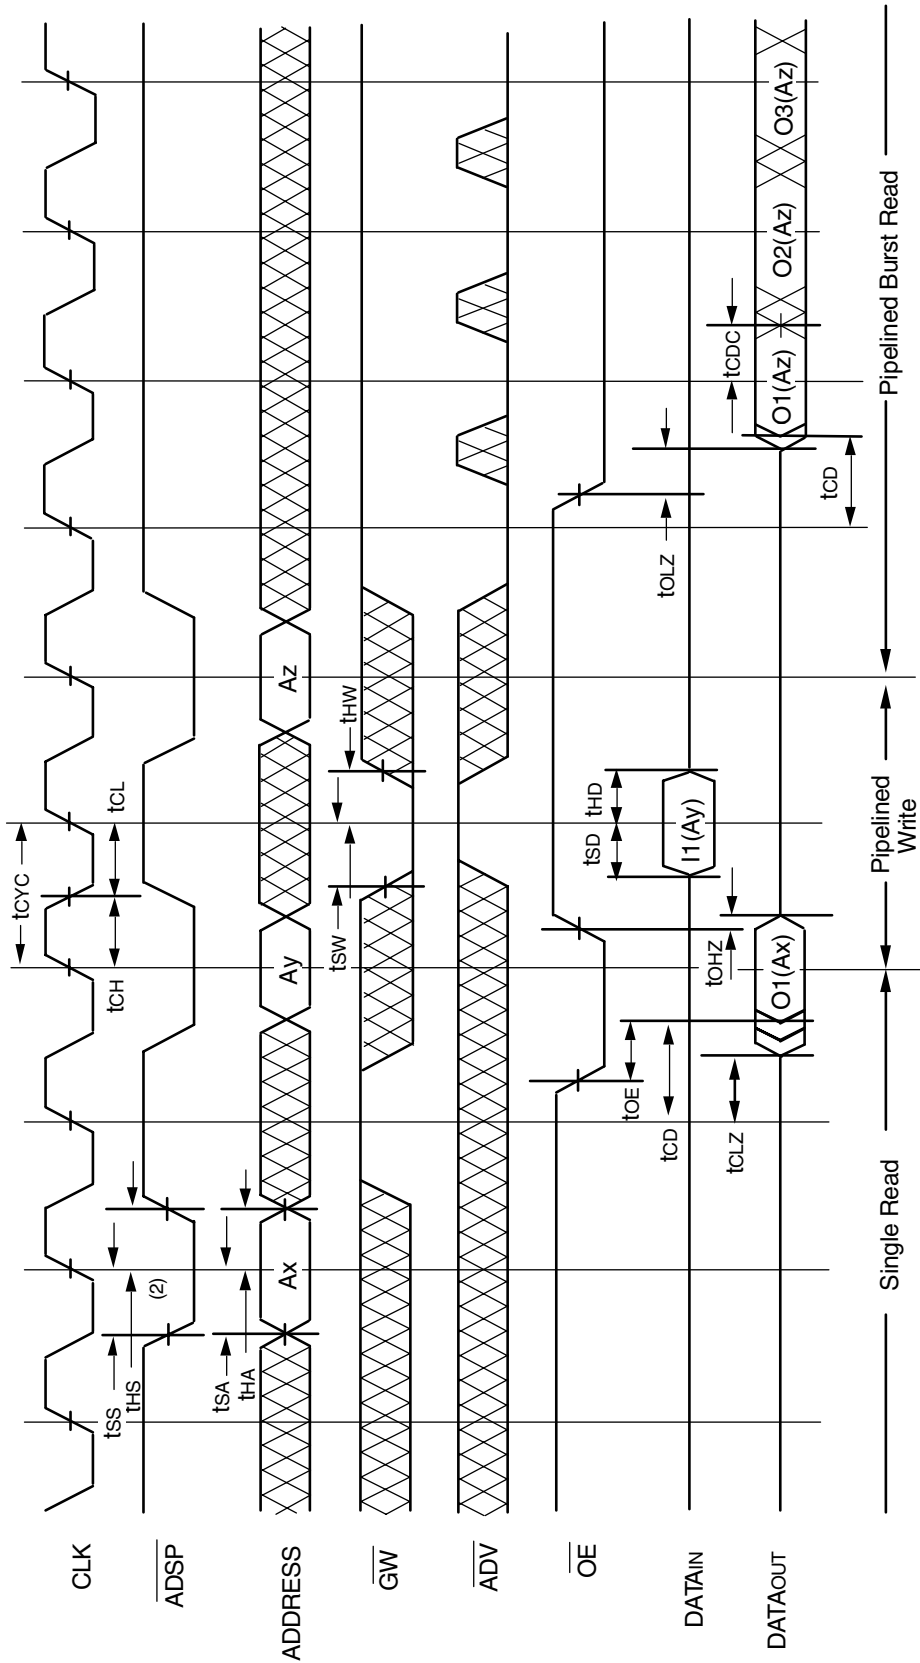 CLK
tCYC
tCH
tCL
ADSP
tSS
tHS
(2)
ADDRESS
tSA
tHA
Ax
Ay
Az
GW
tSW
tHW
ADV
OE
tOE
tOHZ
tOLZ
DATAIN
tCD
tSD
tHD
I1(Ay)
DATAOUT
tCLZ
O1(Ax)
tCD
tCDC
O1(Az)
O2(Az)
O3(Az)
Single Read
Pipelined
Write
Pipelined Burst Read